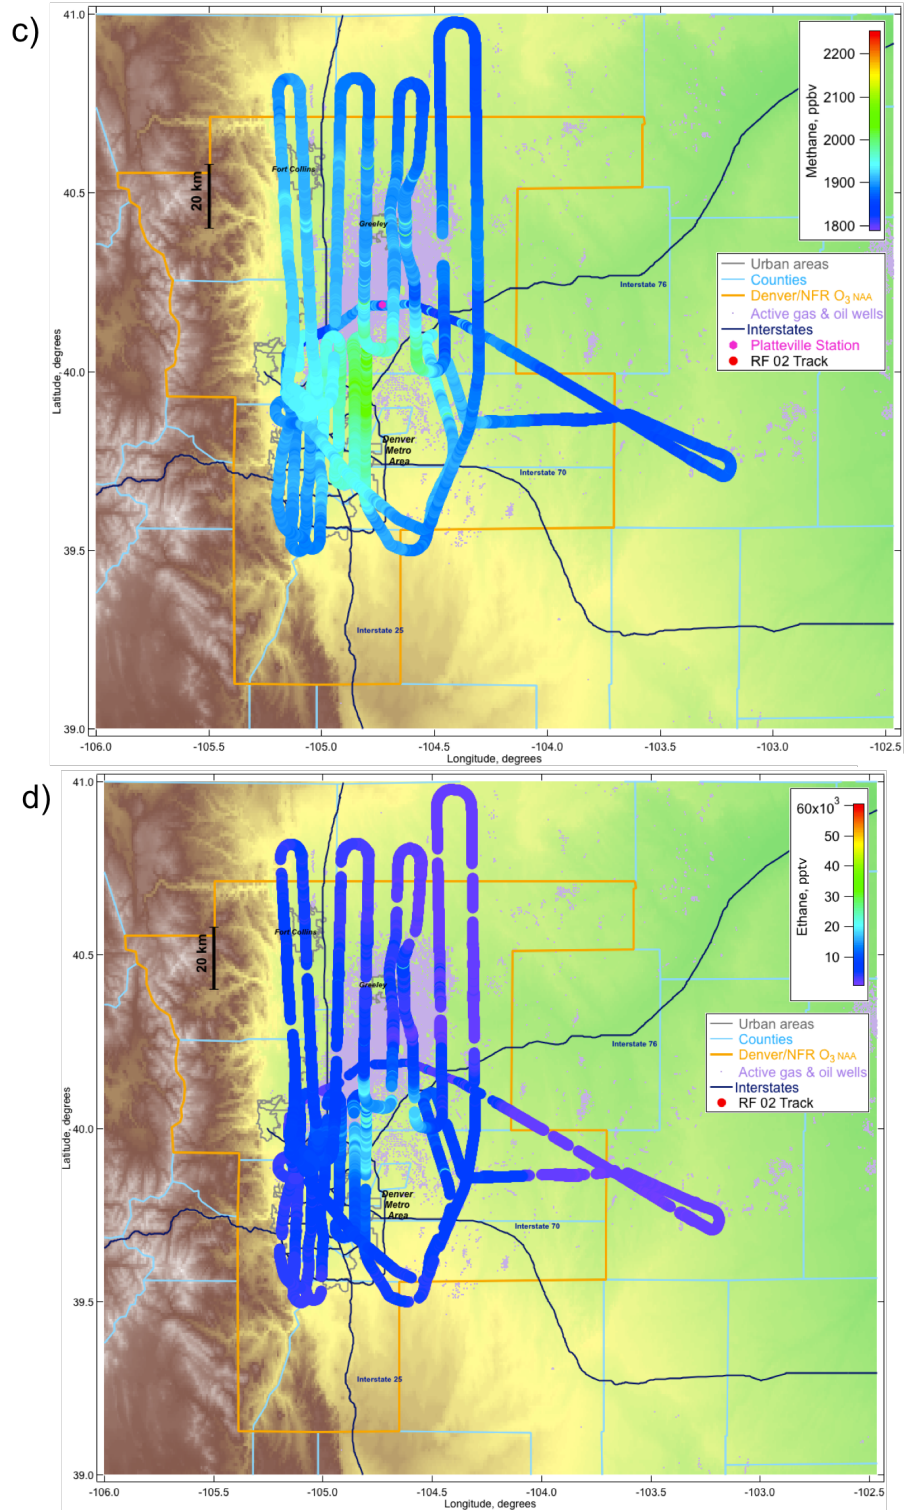 c)
41.0
40.5
40.0
39.5
39.0
Latitude, degrees
-106.0
-105.5
-105.0
-104.5
-104.0
-103.5
-103.0
-102.5
Longitude, degrees
20 km
Fort Collins
Greeley
Denver
Metro
Area
Interstate 76
Interstate 70
Interstate 25
Methane, ppbv
2200
2100
2000
1900
1800
Urban areas
Counties
Denver/NFR O3 NAA
Active gas & oil wells
Interstates
Platteville Station
RF 02 Track
d)
41.0
40.5
40.0
39.5
39.0
Latitude, degrees
-106.0
-105.5
-105.0
-104.5
-104.0
-103.5
-103.0
-102.5
Longitude, degrees
20 km
Fort Collins
Greeley
Denver
Metro
Area
Interstate 76
Interstate 70
Interstate 25
Ethane, pptv
60x10³
50
40
30
20
10
Urban areas
Counties
Denver/NFR O3 NAA
Active gas & oil wells
Interstates
RF 02 Track